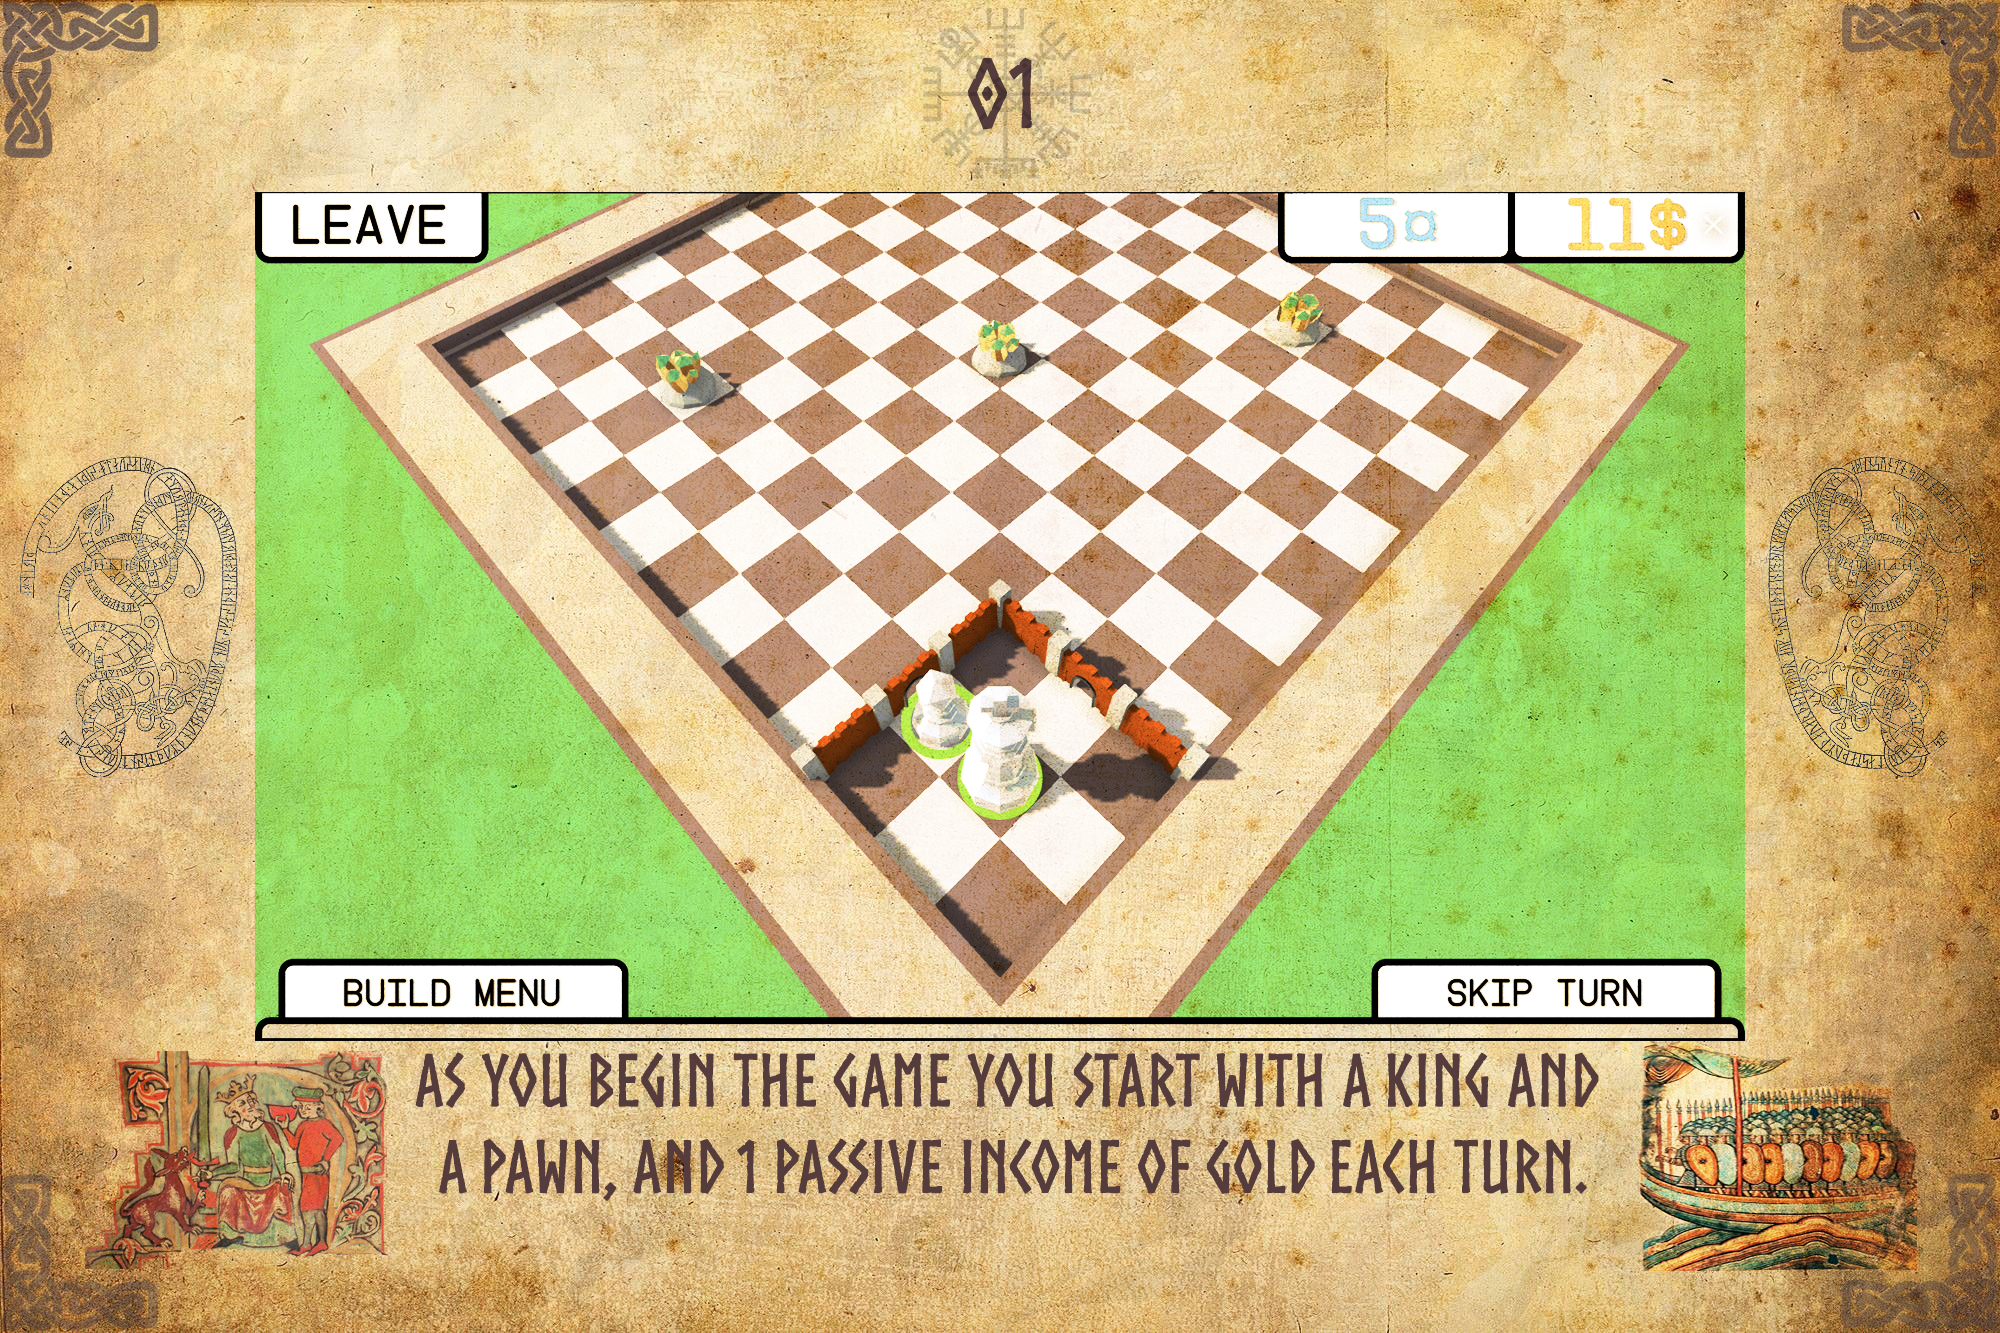 01
LEAVE
5¤
11$
BUILD MENU
SKIP TURN
AS YOU BEGIN THE GAME YOU START WITH A KING AND
A PAWN, AND 1 PASSIVE INCOME OF GOLD EACH TURN.